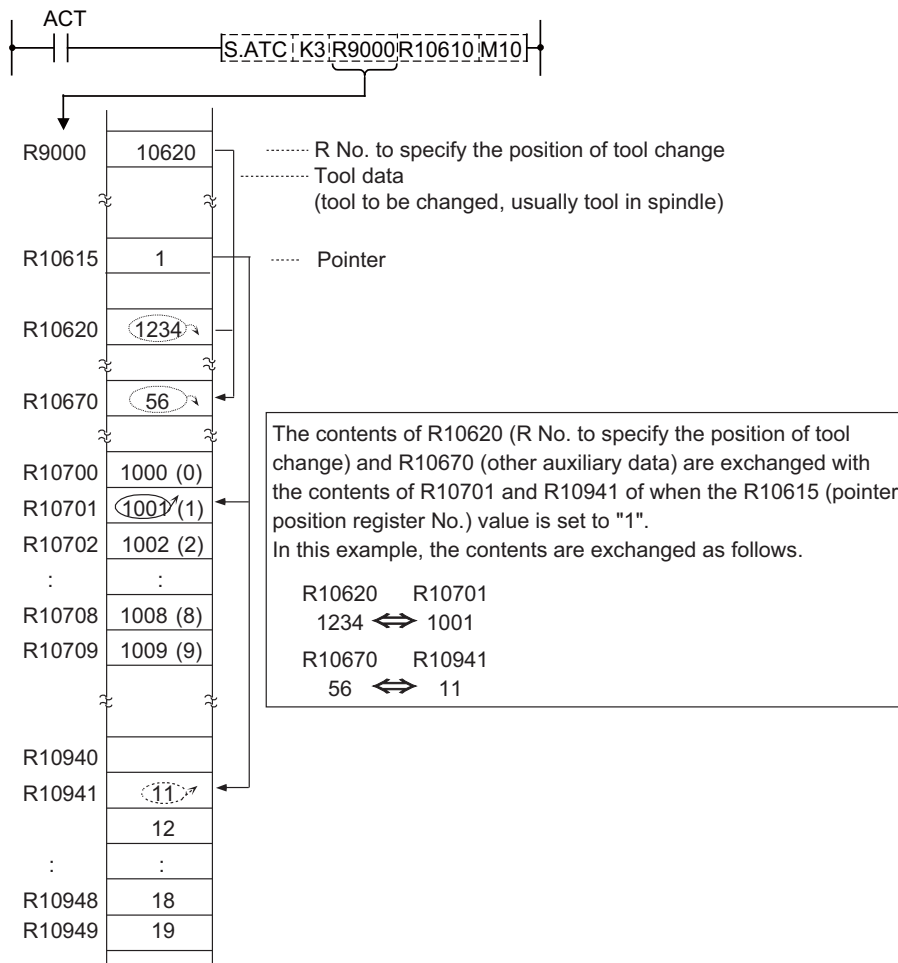 ACT
S.ATC K3 R9000 R10610 M10
R9000 10620 R No. to specify the position of tool change
Tool data
(tool to be changed, usually tool in spindle)
R10615 1 Pointer
R10620 1234
R10670 56
The contents of R10620 (R No. to specify the position of tool
change) and R10670 (other auxiliary data) are exchanged with
the contents of R10701 and R10941 of when the R10615 (pointer
position register No.) value is set to "1".
In this example, the contents are exchanged as follows.
R10620 R10701
1234 ⇔ 1001
R10670 R10941
56 ⇔ 11
R10700 1000 (0)
R10701 1001 (1)
R10702 1002 (2)
: :
R10708 1008 (8)
R10709 1009 (9)
R10940
R10941 11
12
: :
R10948 18
R10949 19